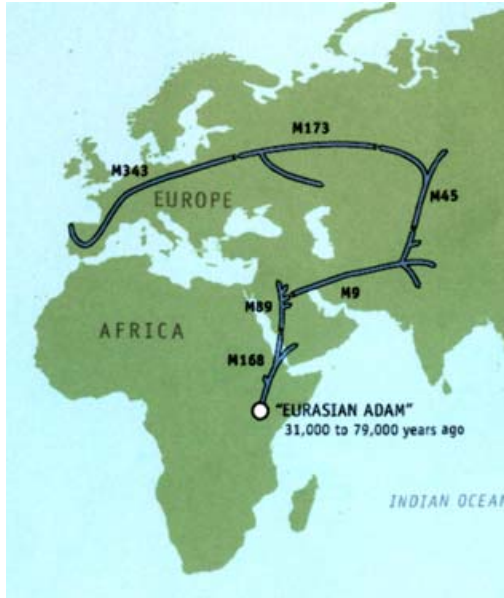 M173
M343
M45
EUROPE
M9
M89
AFRICA
M168
"EURASIAN ADAM"
31,000 to 79,000 years ago
INDIAN OCEAN